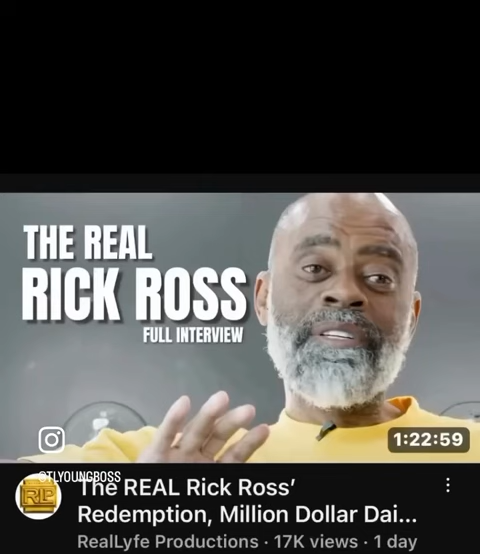 THE REAL
RICK ROSS
FULL INTERVIEW
1:22:59
@TLYOUNGBOSS
RLP
The REAL Rick Ross'
Redemption, Million Dollar Dai...
RealLyfe Productions · 17K views · 1 day